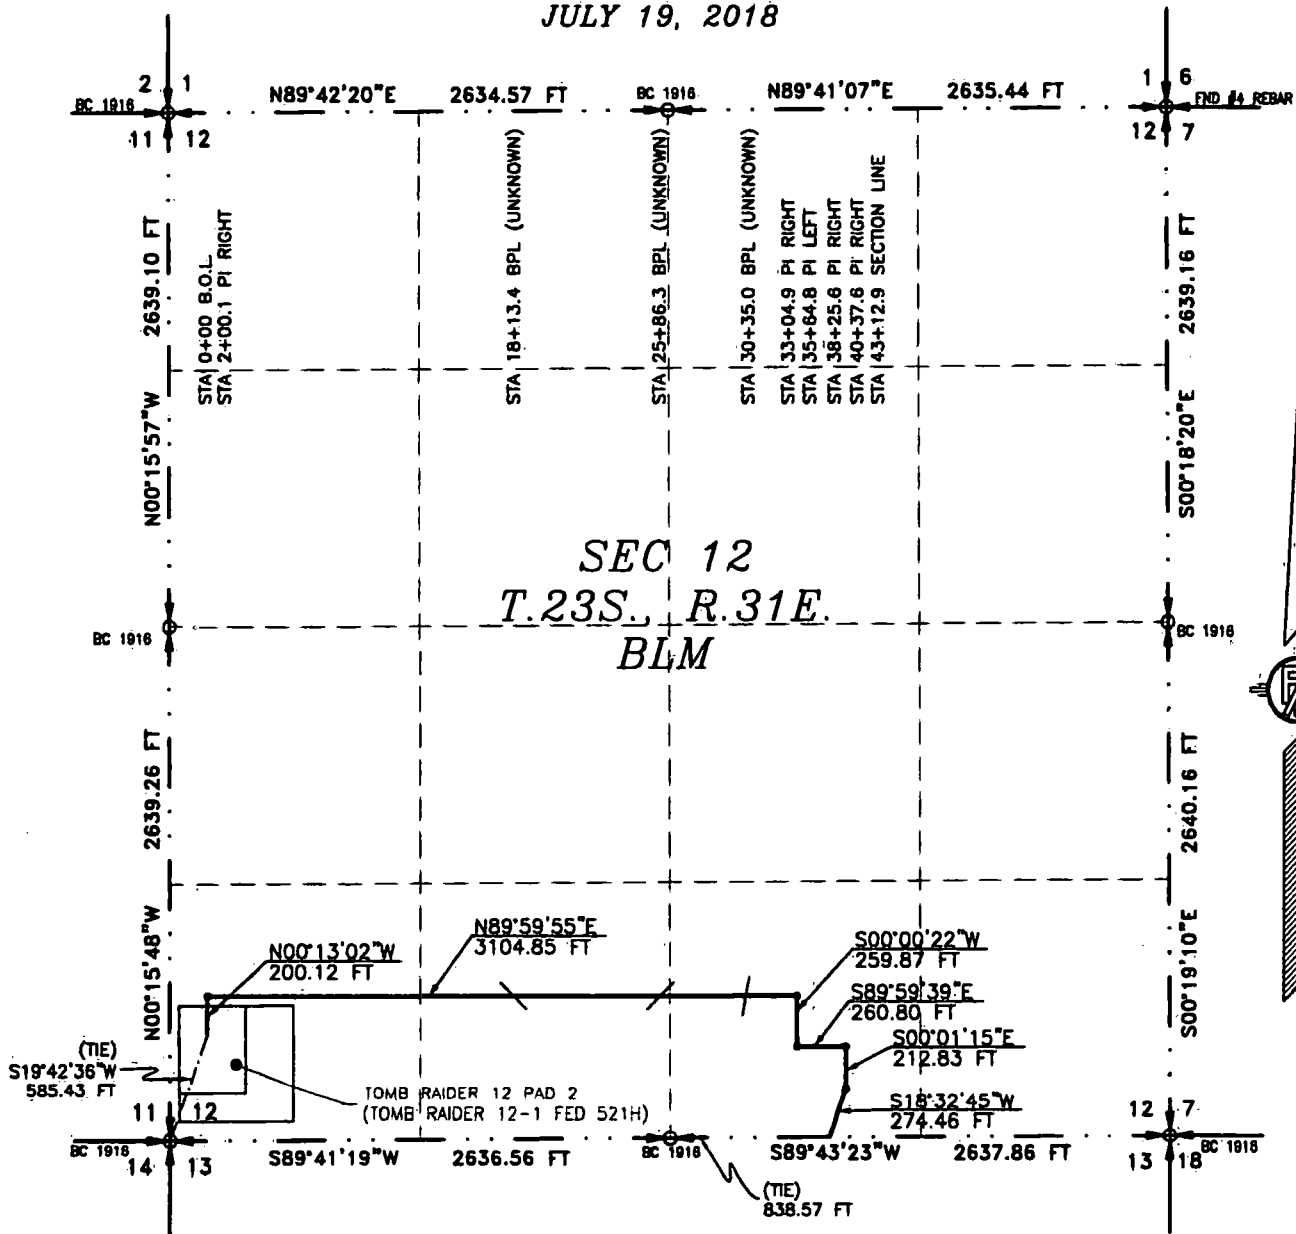 JULY 19, 2018
2 1
1 6
BC 1916
N89°42'20"E 2634.57 FT
BC 1916
N89°41'07"E 2635.44 FT
FND #4 REBAR
11 12
12 7
2639.10 FT
N00°15'57"W
STA 0+00 B.O.L.
STA 2+00.1 PI RIGHT
STA 18+13.4 BPL (UNKNOWN)
STA 25+86.3 BPL (UNKNOWN)
STA 30+35.0 BPL (UNKNOWN)
STA 33+04.9 PI RIGHT
STA 35+64.8 PI LEFT
STA 38+25.6 PI RIGHT
STA 40+37.6 PI RIGHT
STA 43+12.9 SECTION LINE
2639.16 FT
S00°18'20"E
SEC 12
T.23S., R.31E.
BLM
BC 1916
BC 1916
2639.26 FT
N00°15'48"W
2640.16 FT
S00°19'10"E
N89°59'55"E
3104.85 FT
N00°13'02"W
200.12 FT
S00°00'22"W
259.87 FT
S89°59'39"E
260.80 FT
S00°01'15"E
212.83 FT
S18°32'45"W
274.46 FT
(TIE)
S19°42'36"W
585.43 FT
TOMB RAIDER 12 PAD 2
(TOMB RAIDER 12-1 FED 521H)
11 12
12 7
BC 1916
14 13
S89°41'19"W 2636.56 FT
BC 1916
S89°43'23"W 2637.86 FT
13 18
BC 1916
(TIE)
838.57 FT